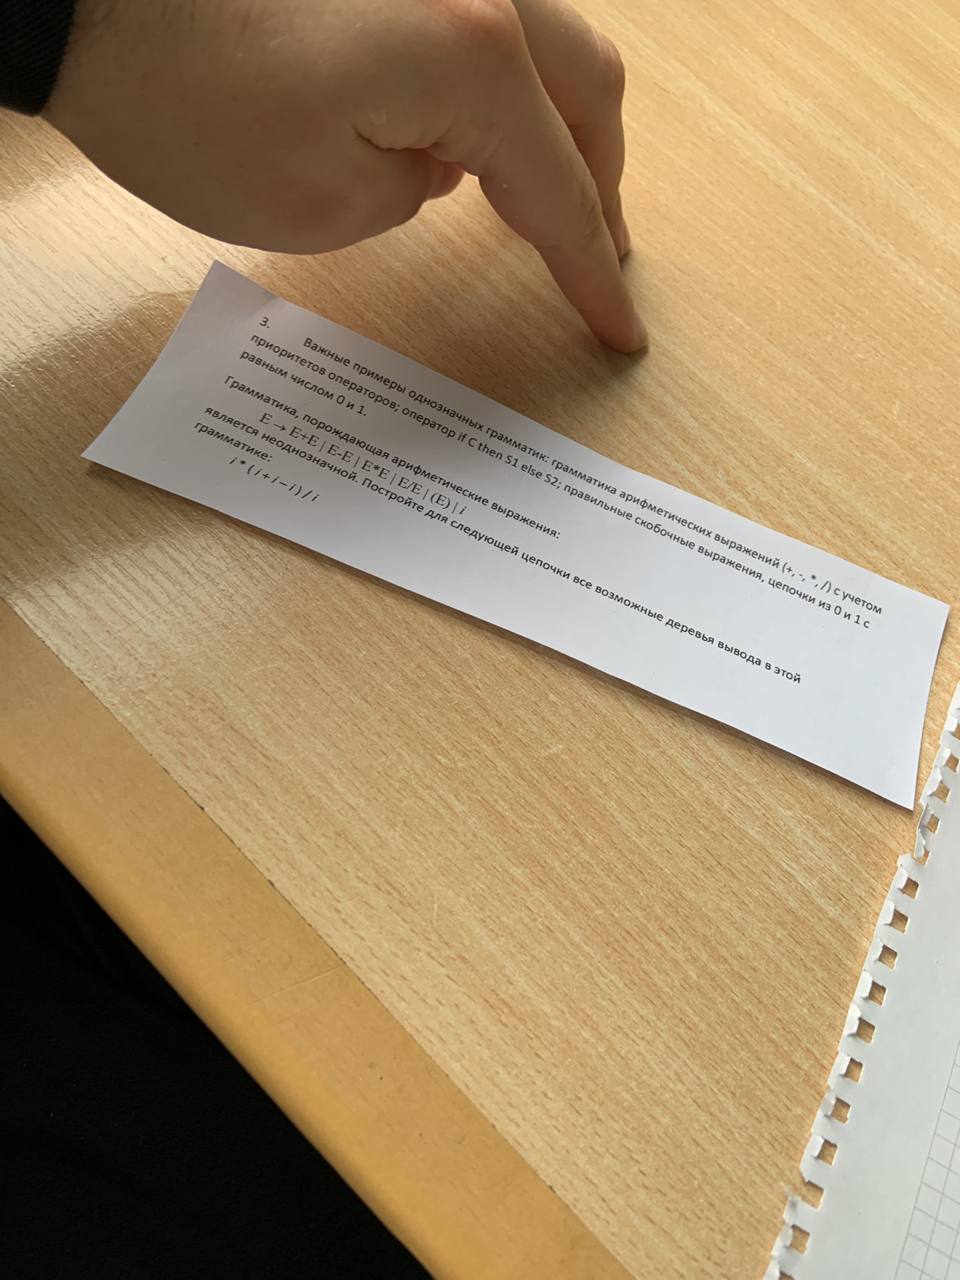 3. Важные примеры однозначных грамматик: грамматика арифметических выражений (+, -, *, /) с учетом
приоритетов операторов; оператор if C then S1 else S2; правильные скобочные выражения, цепочки из 0 и 1 с
равным числом 0 и 1.
Грамматика, порождающая арифметические выражения:
E → E+E | E-E | E*E | E/E | (E) | i
является неоднозначной. Постройте для следующей цепочки все возможные деревья вывода в этой
грамматике:
i * ( i + i – i ) / i